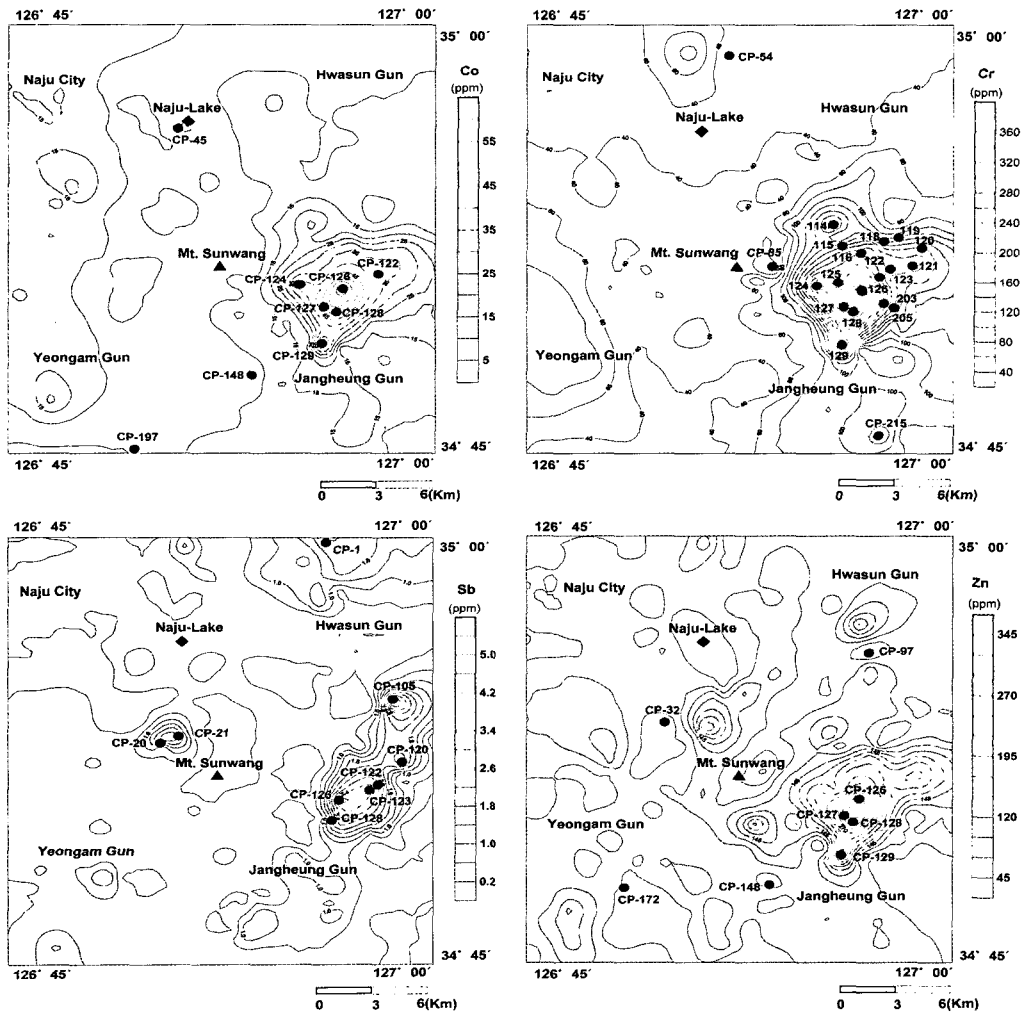 126° 45´
127° 00´
35° 00´
Co
(ppm)
55
45
35
25
15
5
Naju City
Hwasun Gun
Naju-Lake
CP-45
Mt. Sunwang
CP-122
CP-124
CP-126
CP-127
CP-128
CP-129
Yeongam Gun
CP-148
Jangheung Gun
CP-197
34° 45´
126° 45´
127° 00´
0 3 6(Km)
126° 45´
127° 00´
35° 00´
Cr
(ppm)
360
320
280
240
200
160
120
80
40
CP-54
Naju City
Hwasun Gun
Naju-Lake
114
115
116
118
119
120
121
122
123
124
125
126
127
128
129
203
205
Mt. Sunwang
CP-85
Yeongam Gun
Jangheung Gun
CP-215
34° 45´
126° 45´
127° 00´
0 3 6(Km)
126° 45´
127° 00´
35° 00´
Sb
(ppm)
5.0
4.2
3.4
2.6
1.8
1.0
0.2
CP-1
Naju City
Naju-Lake
Hwasun Gun
CP-105
CP-20
CP-21
CP-120
Mt. Sunwang
CP-122
CP-123
CP-126
CP-128
Yeongam Gun
Jangheung Gun
34° 45´
126° 45´
127° 00´
0 3 6(Km)
126° 45´
127° 00´
35° 00´
Zn
(ppm)
345
270
195
120
45
Hwasun Gun
Naju City
Naju-Lake
CP-97
CP-32
Mt. Sunwang
CP-126
CP-127
CP-128
Yeongam Gun
CP-129
CP-148
CP-172
Jangheung Gun
34° 45´
126° 45´
127° 00´
0 3 6(Km)